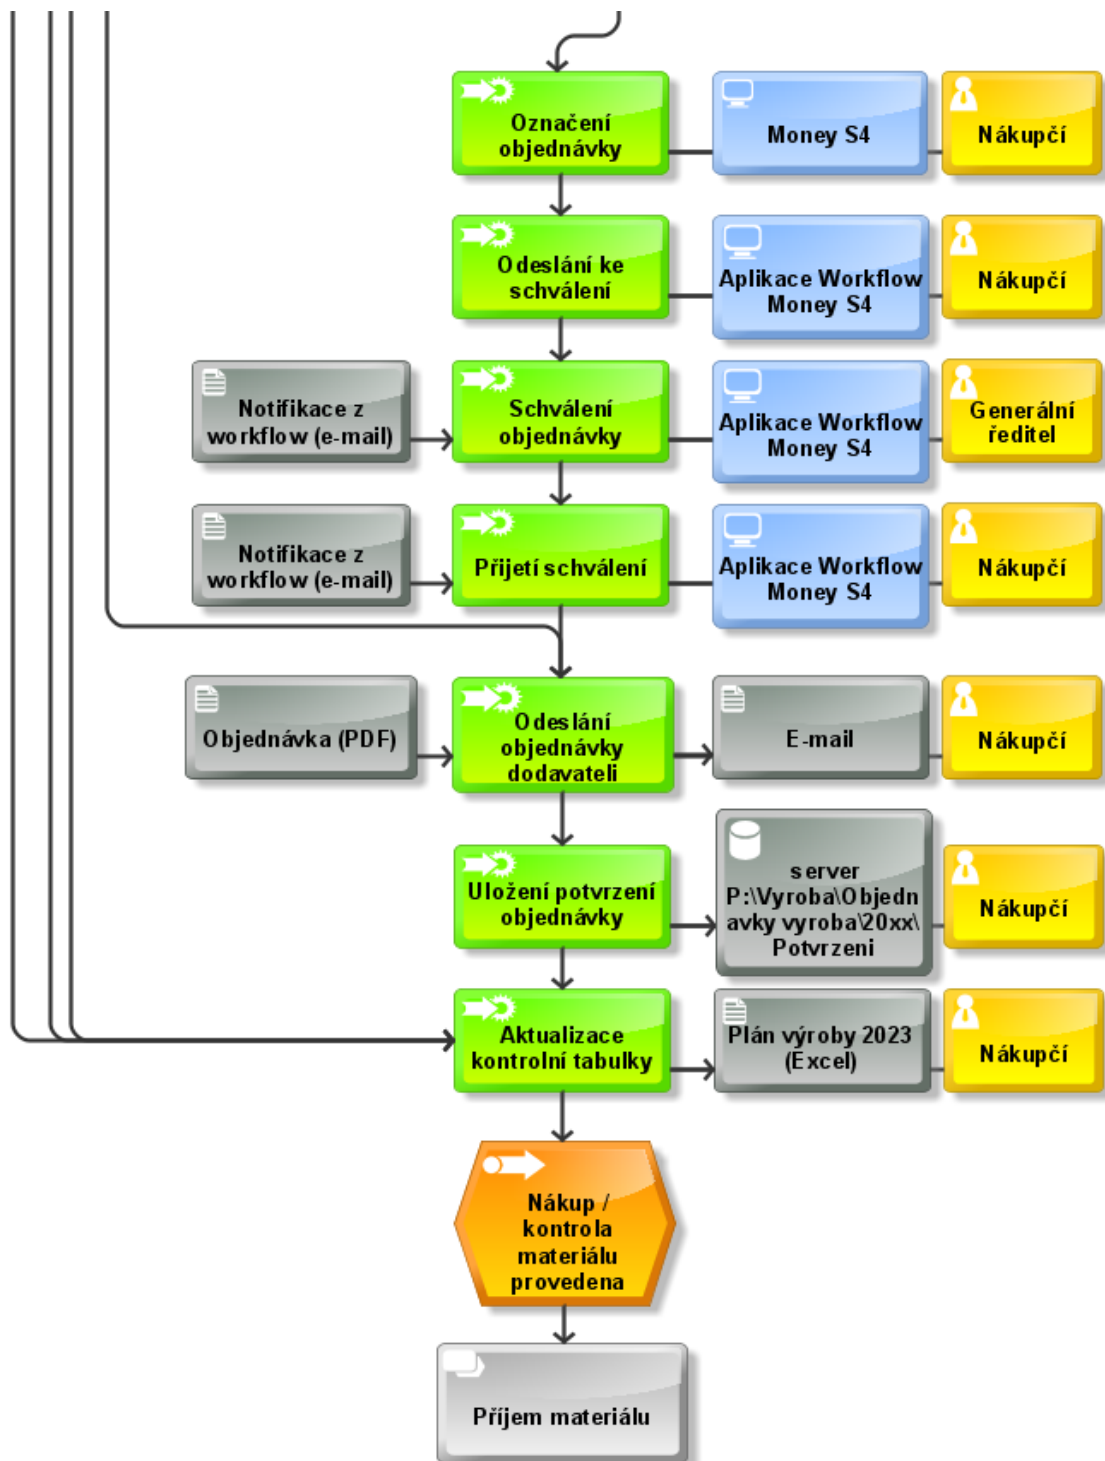 Označení
objednávky
Money S4
Nákupčí
Odeslání ke
schválení
Aplikace Workflow
Money S4
Nákupčí
Notifikace z
workflow (e-mail)
Schválení
objednávky
Aplikace Workflow
Money S4
Generální
ředitel
Notifikace z
workflow (e-mail)
Přijetí schválení
Aplikace Workflow
Money S4
Nákupčí
Objednávka (PDF)
Odeslání
objednávky
dodavateli
E-mail
Nákupčí
Uložení potvrzení
objednávky
server
P:\Vyroba\Objedn
avky vyroba\20xx\
Potvrzeni
Nákupčí
Aktualizace
kontrolní tabulky
Plán výroby 2023
(Excel)
Nákupčí
Nákup /
kontrola
materiálu
provedena
Příjem materiálu